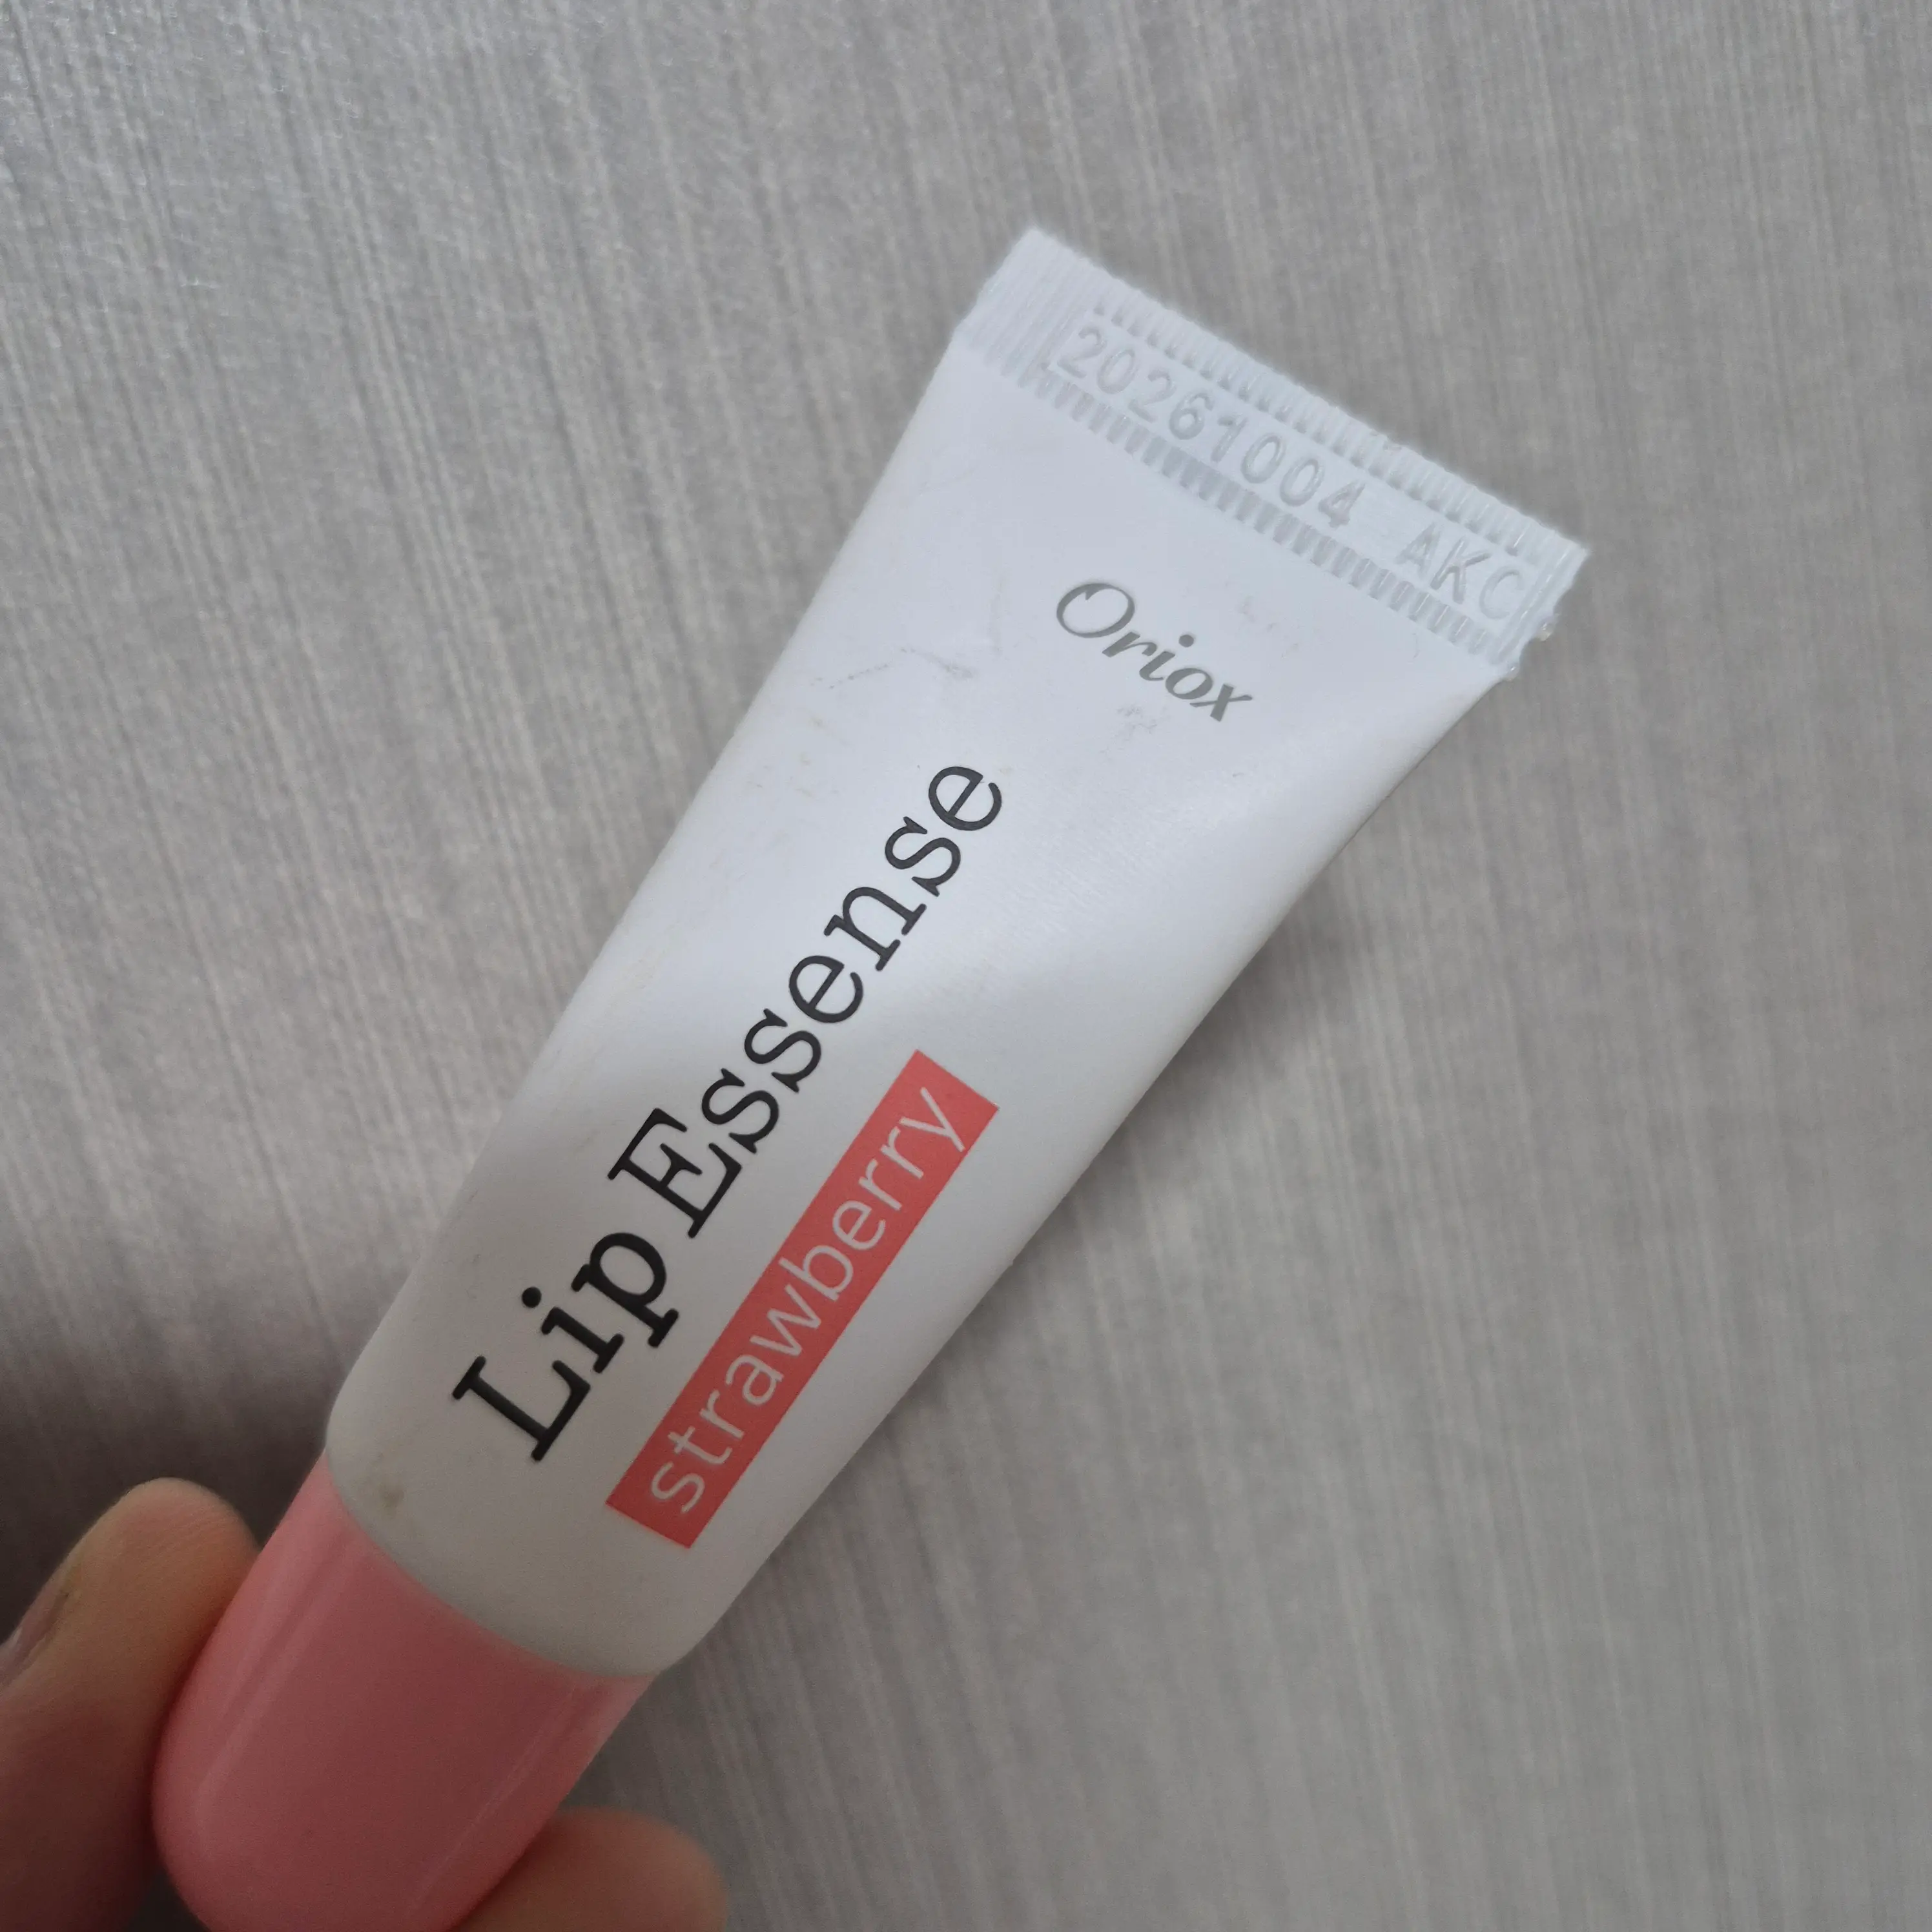 20261004 AKC
Oriox
Lip Essense
strawberry